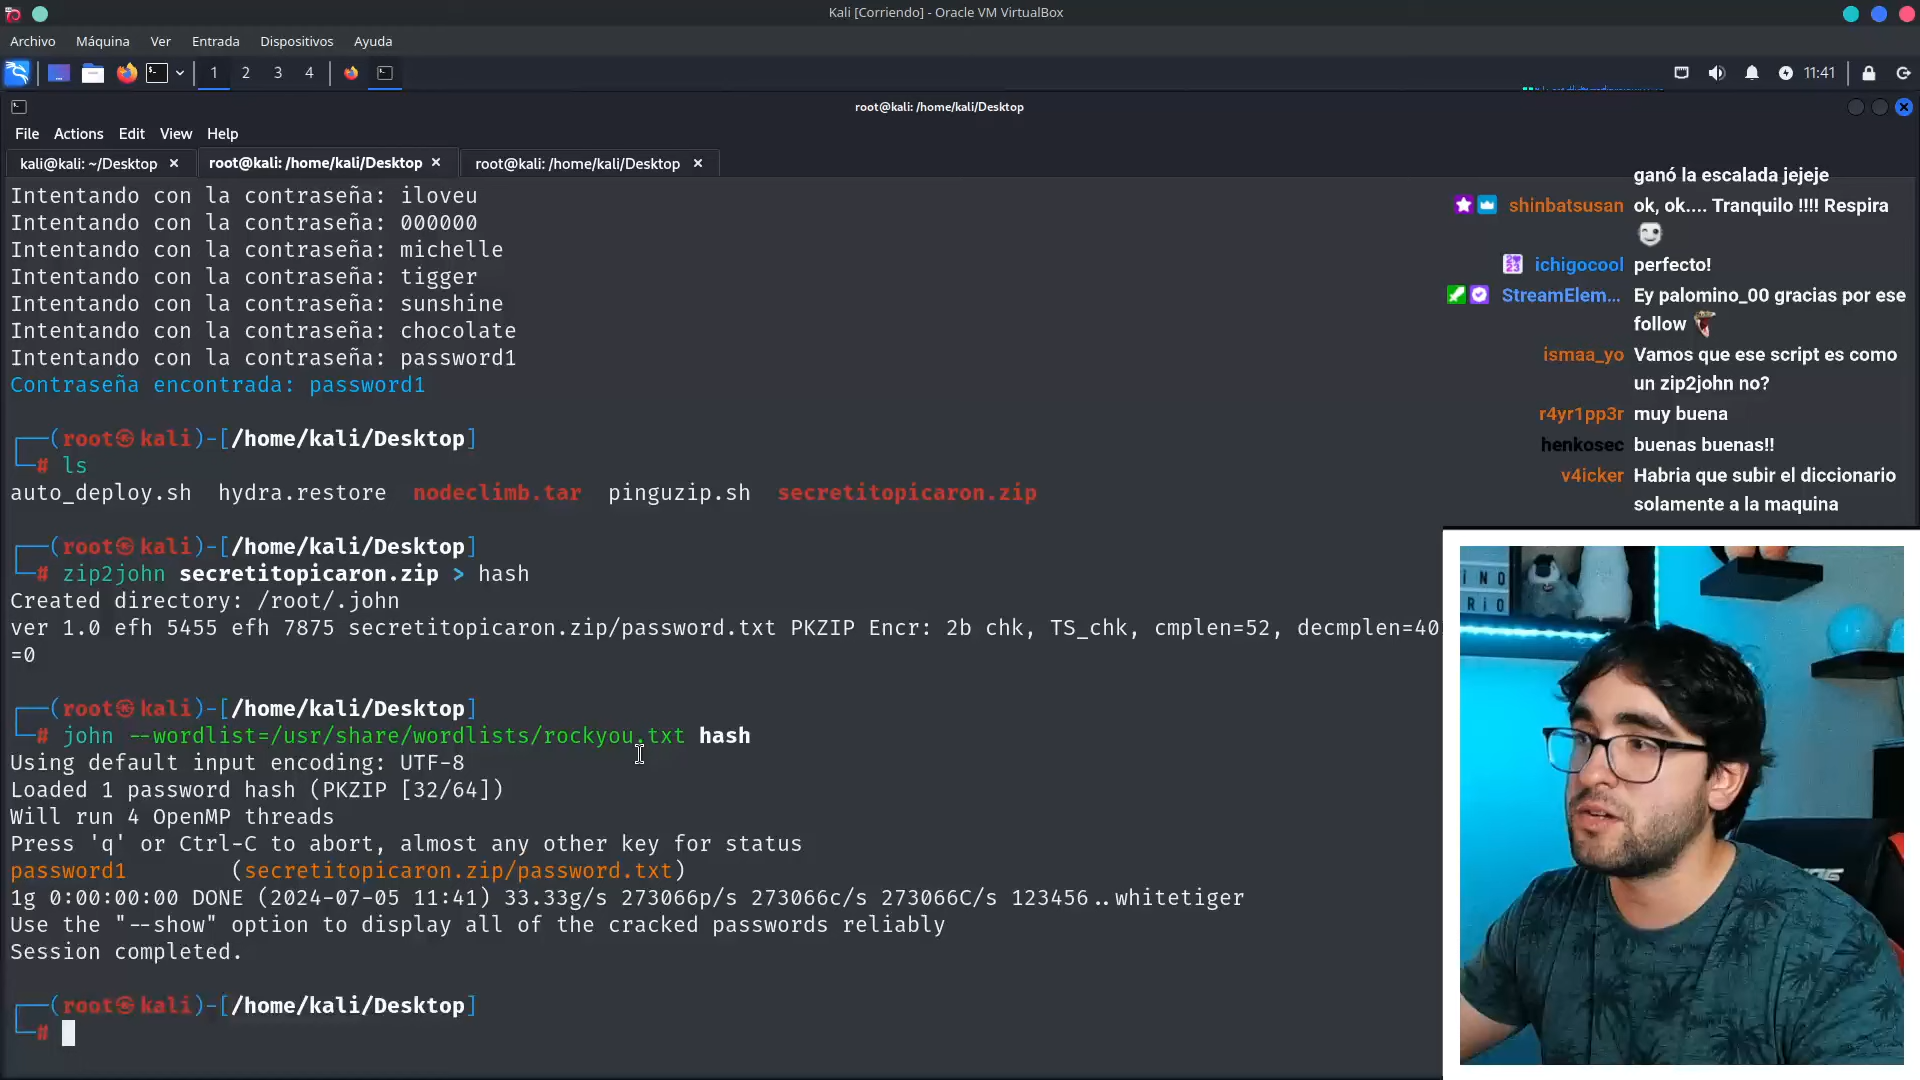 Kali [Corriendo] - Oracle VM VirtualBox
Archivo Máquina Ver Entrada Dispositivos Ayuda
1 2 3 4 11:41
root@kali: /home/kali/Desktop
File Actions Edit View Help
kali@kali: ~/Desktop × root@kali: /home/kali/Desktop × root@kali: /home/kali/Desktop ×
Intentando con la contraseña: iloveu
Intentando con la contraseña: 000000
Intentando con la contraseña: michelle
Intentando con la contraseña: tigger
Intentando con la contraseña: sunshine
Intentando con la contraseña: chocolate
Intentando con la contraseña: password1
Contraseña encontrada: password1
┌──(root㉿kali)-[/home/kali/Desktop]
└─# ls
auto_deploy.sh hydra.restore nodeclimb.tar pinguzip.sh secretitopicaron.zip
┌──(root㉿kali)-[/home/kali/Desktop]
└─# zip2john secretitopicaron.zip > hash
Created directory: /root/.john
ver 1.0 efh 5455 efh 7875 secretitopicaron.zip/password.txt PKZIP Encr: 2b chk, TS_chk, cmplen=52, decmplen=40
=0
┌──(root㉿kali)-[/home/kali/Desktop]
└─# john --wordlist=/usr/share/wordlists/rockyou.txt hash
Using default input encoding: UTF-8
Loaded 1 password hash (PKZIP [32/64])
Will run 4 OpenMP threads
Press 'q' or Ctrl-C to abort, almost any other key for status
password1 (secretitopicaron.zip/password.txt)
1g 0:00:00:00 DONE (2024-07-05 11:41) 33.33g/s 273066p/s 273066c/s 273066C/s 123456..whitetiger
Use the "--show" option to display all of the cracked passwords reliably
Session completed.
┌──(root㉿kali)-[/home/kali/Desktop]
└─#
ganó la escalada jejeje
shinbatsusan ok, ok.... Tranquilo !!!! Respira
ichigocool perfecto!
StreamElem... Ey palomino_00 gracias por ese
follow
ismaa_yo Vamos que ese script es como
un zip2john no?
r4yr1pp3r muy buena
henkosec buenas buenas!!
v4icker Habria que subir el diccionario
solamente a la maquina